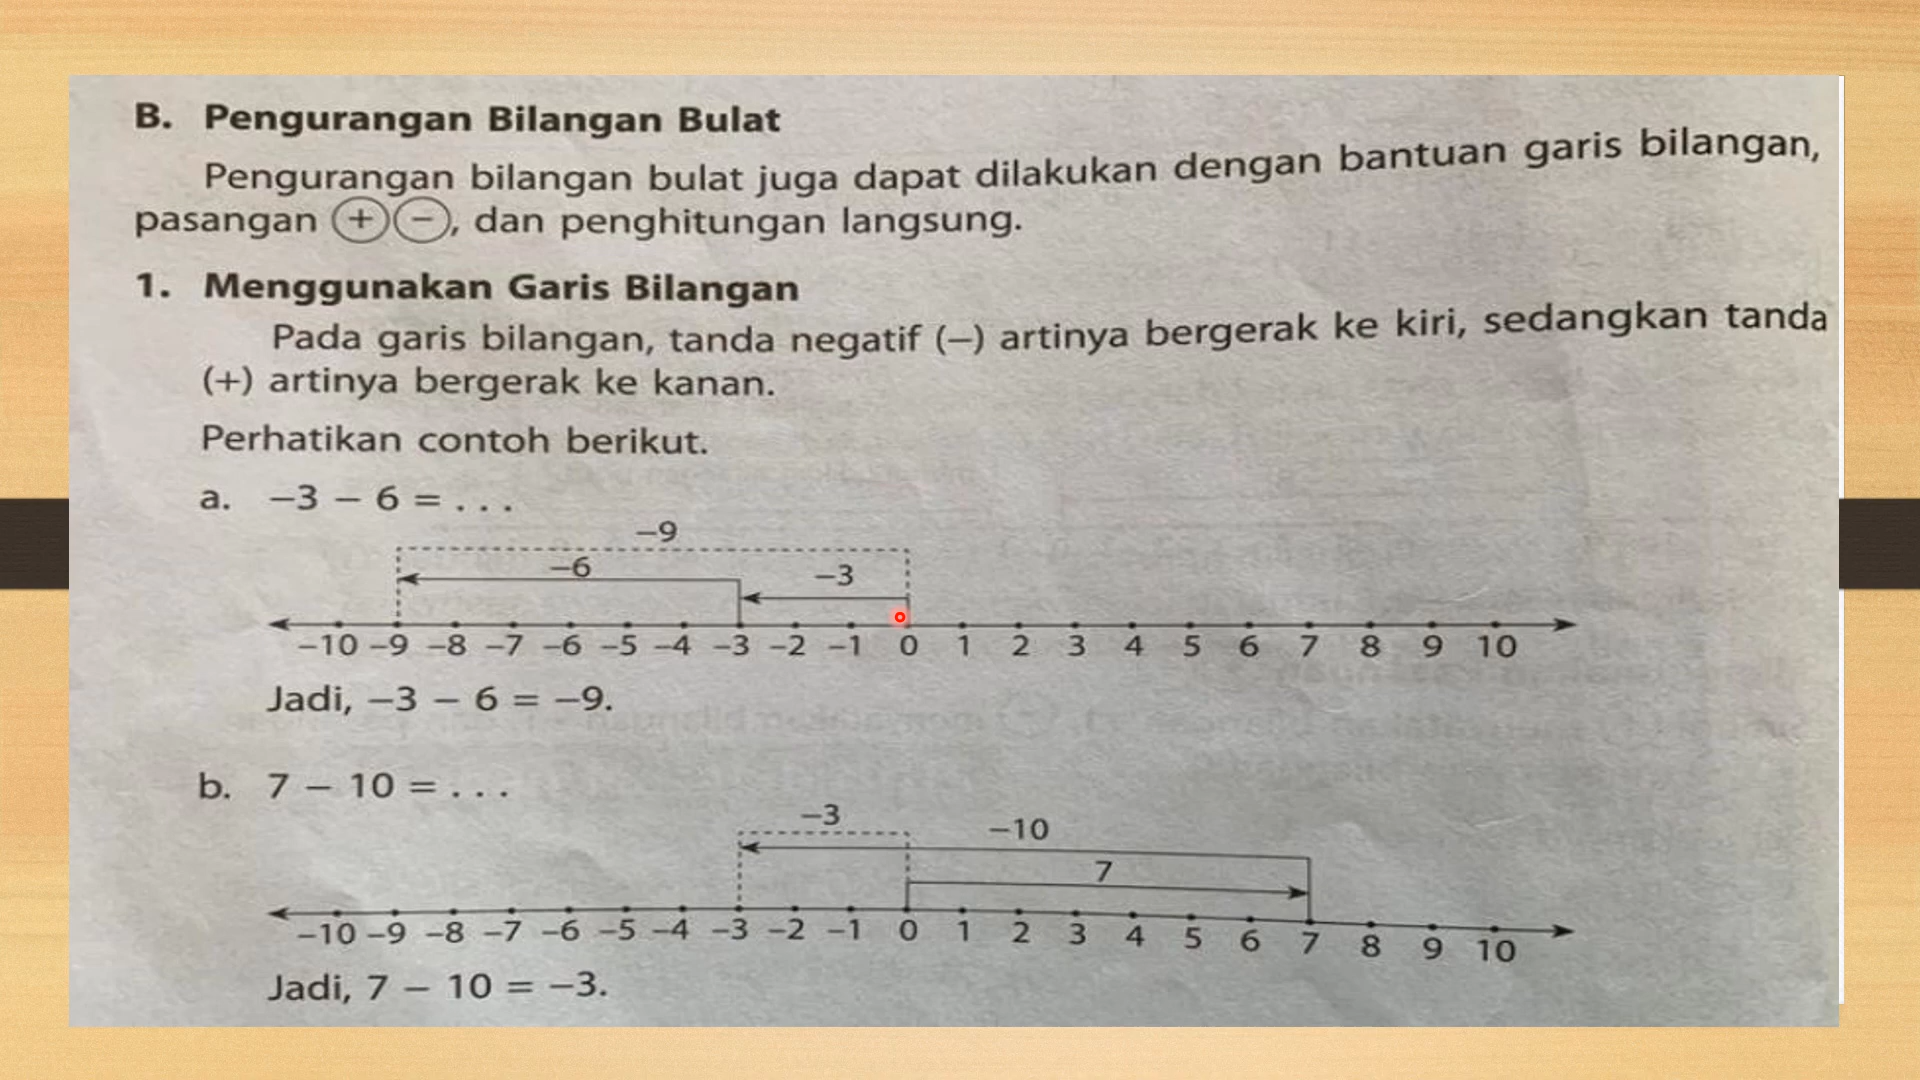 B. Pengurangan Bilangan Bulat
Pengurangan bilangan bulat juga dapat dilakukan dengan bantuan garis bilangan,
pasangan (+)(−), dan penghitungan langsung.
1. Menggunakan Garis Bilangan
Pada garis bilangan, tanda negatif (−) artinya bergerak ke kiri, sedangkan tanda
(+) artinya bergerak ke kanan.
Perhatikan contoh berikut.
a. −3 − 6 = . . .
−9
−6
−3
−10 −9 −8 −7 −6 −5 −4 −3 −2 −1 0 1 2 3 4 5 6 7 8 9 10
Jadi, −3 − 6 = −9.
b. 7 − 10 = . . .
−3
−10
7
−10 −9 −8 −7 −6 −5 −4 −3 −2 −1 0 1 2 3 4 5 6 7 8 9 10
Jadi, 7 − 10 = −3.